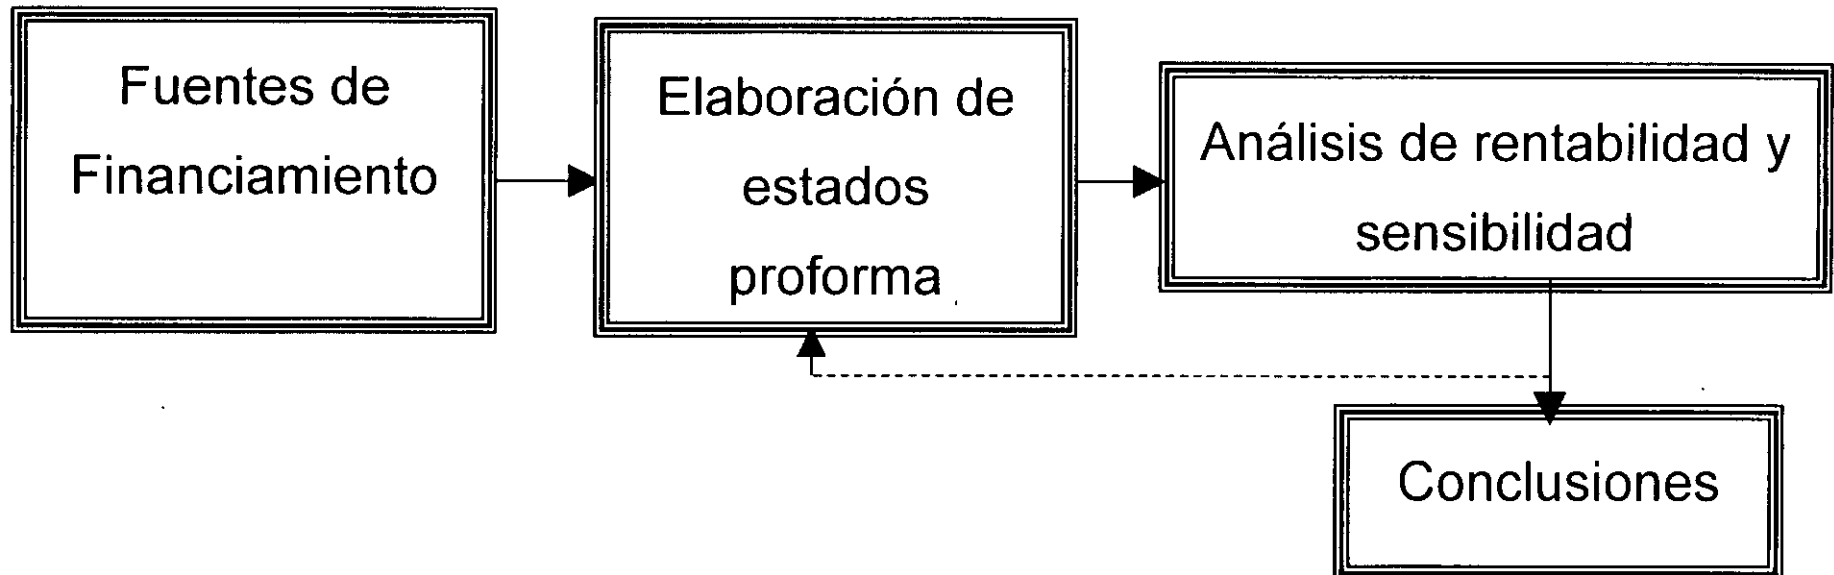 Fuentes de
Financiamiento
Elaboración de
estados
proforma
Análisis de rentabilidad y
sensibilidad
Conclusiones